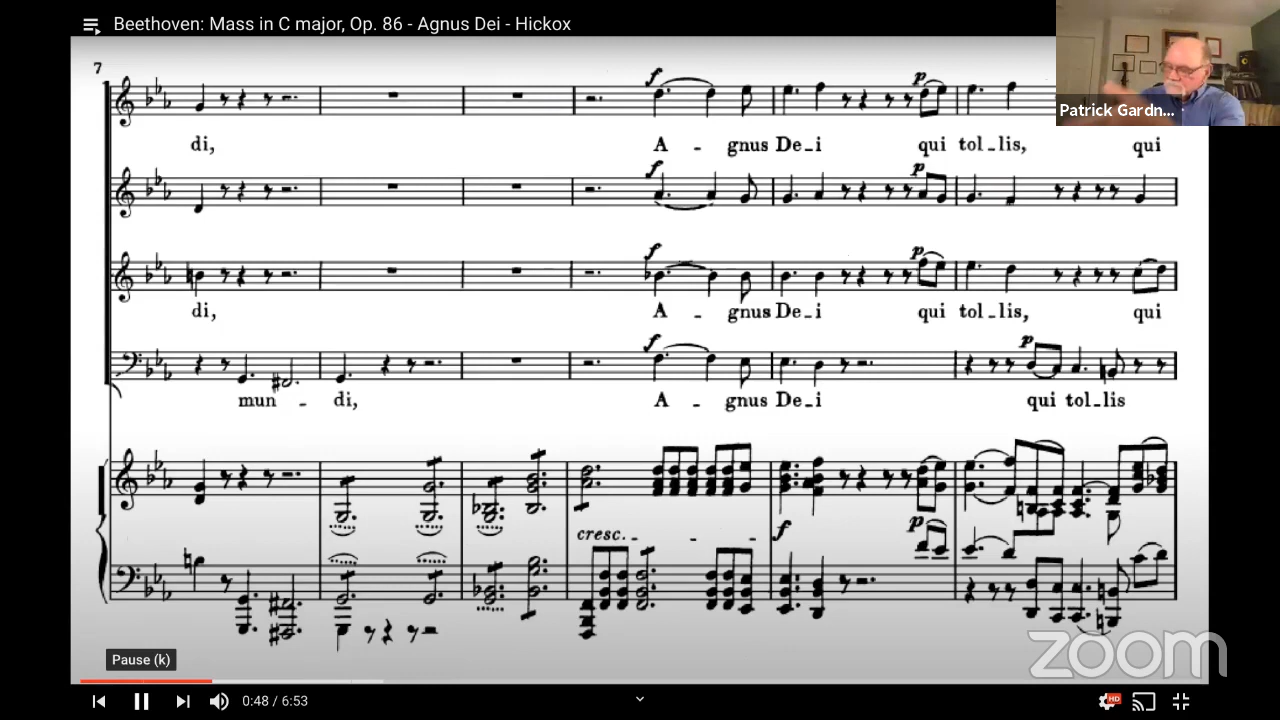 Beethoven: Mass in C major, Op. 86 - Agnus Dei - Hickox
Patrick Gardn...
7
f p
di, A - gnus De-i qui tol-lis, qui
f p
f p
di, A - gnus De-i qui tol-lis, qui
f p
mun - di, A - gnus De-i qui tol-lis
cresc. - - - f p
zoom
Pause (k)
0:48 / 6:53
HD